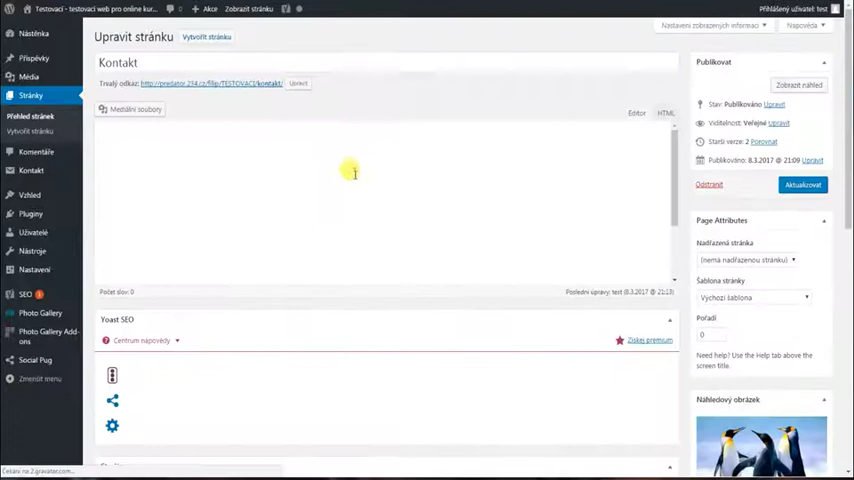 Testovací - testovací web pro online kur... 0 + Akce Zobrazit stránku Přihlášený uživatel: test
Nástěnka
Příspěvky
Média
Stránky
Přehled stránek
Vytvořit stránku
Komentáře
Kontakt
Vzhled
Pluginy
Uživatelé
Nástroje
Nastavení
SEO 1
Photo Gallery
Photo Gallery Add-
ons
Social Pug
Zmenšit menu
Nastavení zobrazených informací Nápověda
Upravit stránku Vytvořit stránku
Kontakt
Trvalý odkaz: http://predator.234.cz/filip/TESTOVACI/kontakt/ Upravit
Mediální soubory
Editor HTML
Počet slov: 0 Poslední úpravy: test (8.3.2017 @ 21:13)
Yoast SEO
Centrum nápovědy Získej premium
Publikovat
Zobrazit náhled
Stav: Publikováno Upravit
Viditelnost: Veřejné Upravit
Starší verze: 2 Porovnat
Publikováno: 8.3.2017 @ 21:09 Upravit
Odstranit Aktualizovat
Page Attributes
Nadřazená stránka
(nemá nadřazenou stránku)
Šablona stránky
Výchozí šablona
Pořadí
0
Need help? Use the Help tab above the
screen title.
Náhledový obrázek
Čekání na 2.gravatar.com...